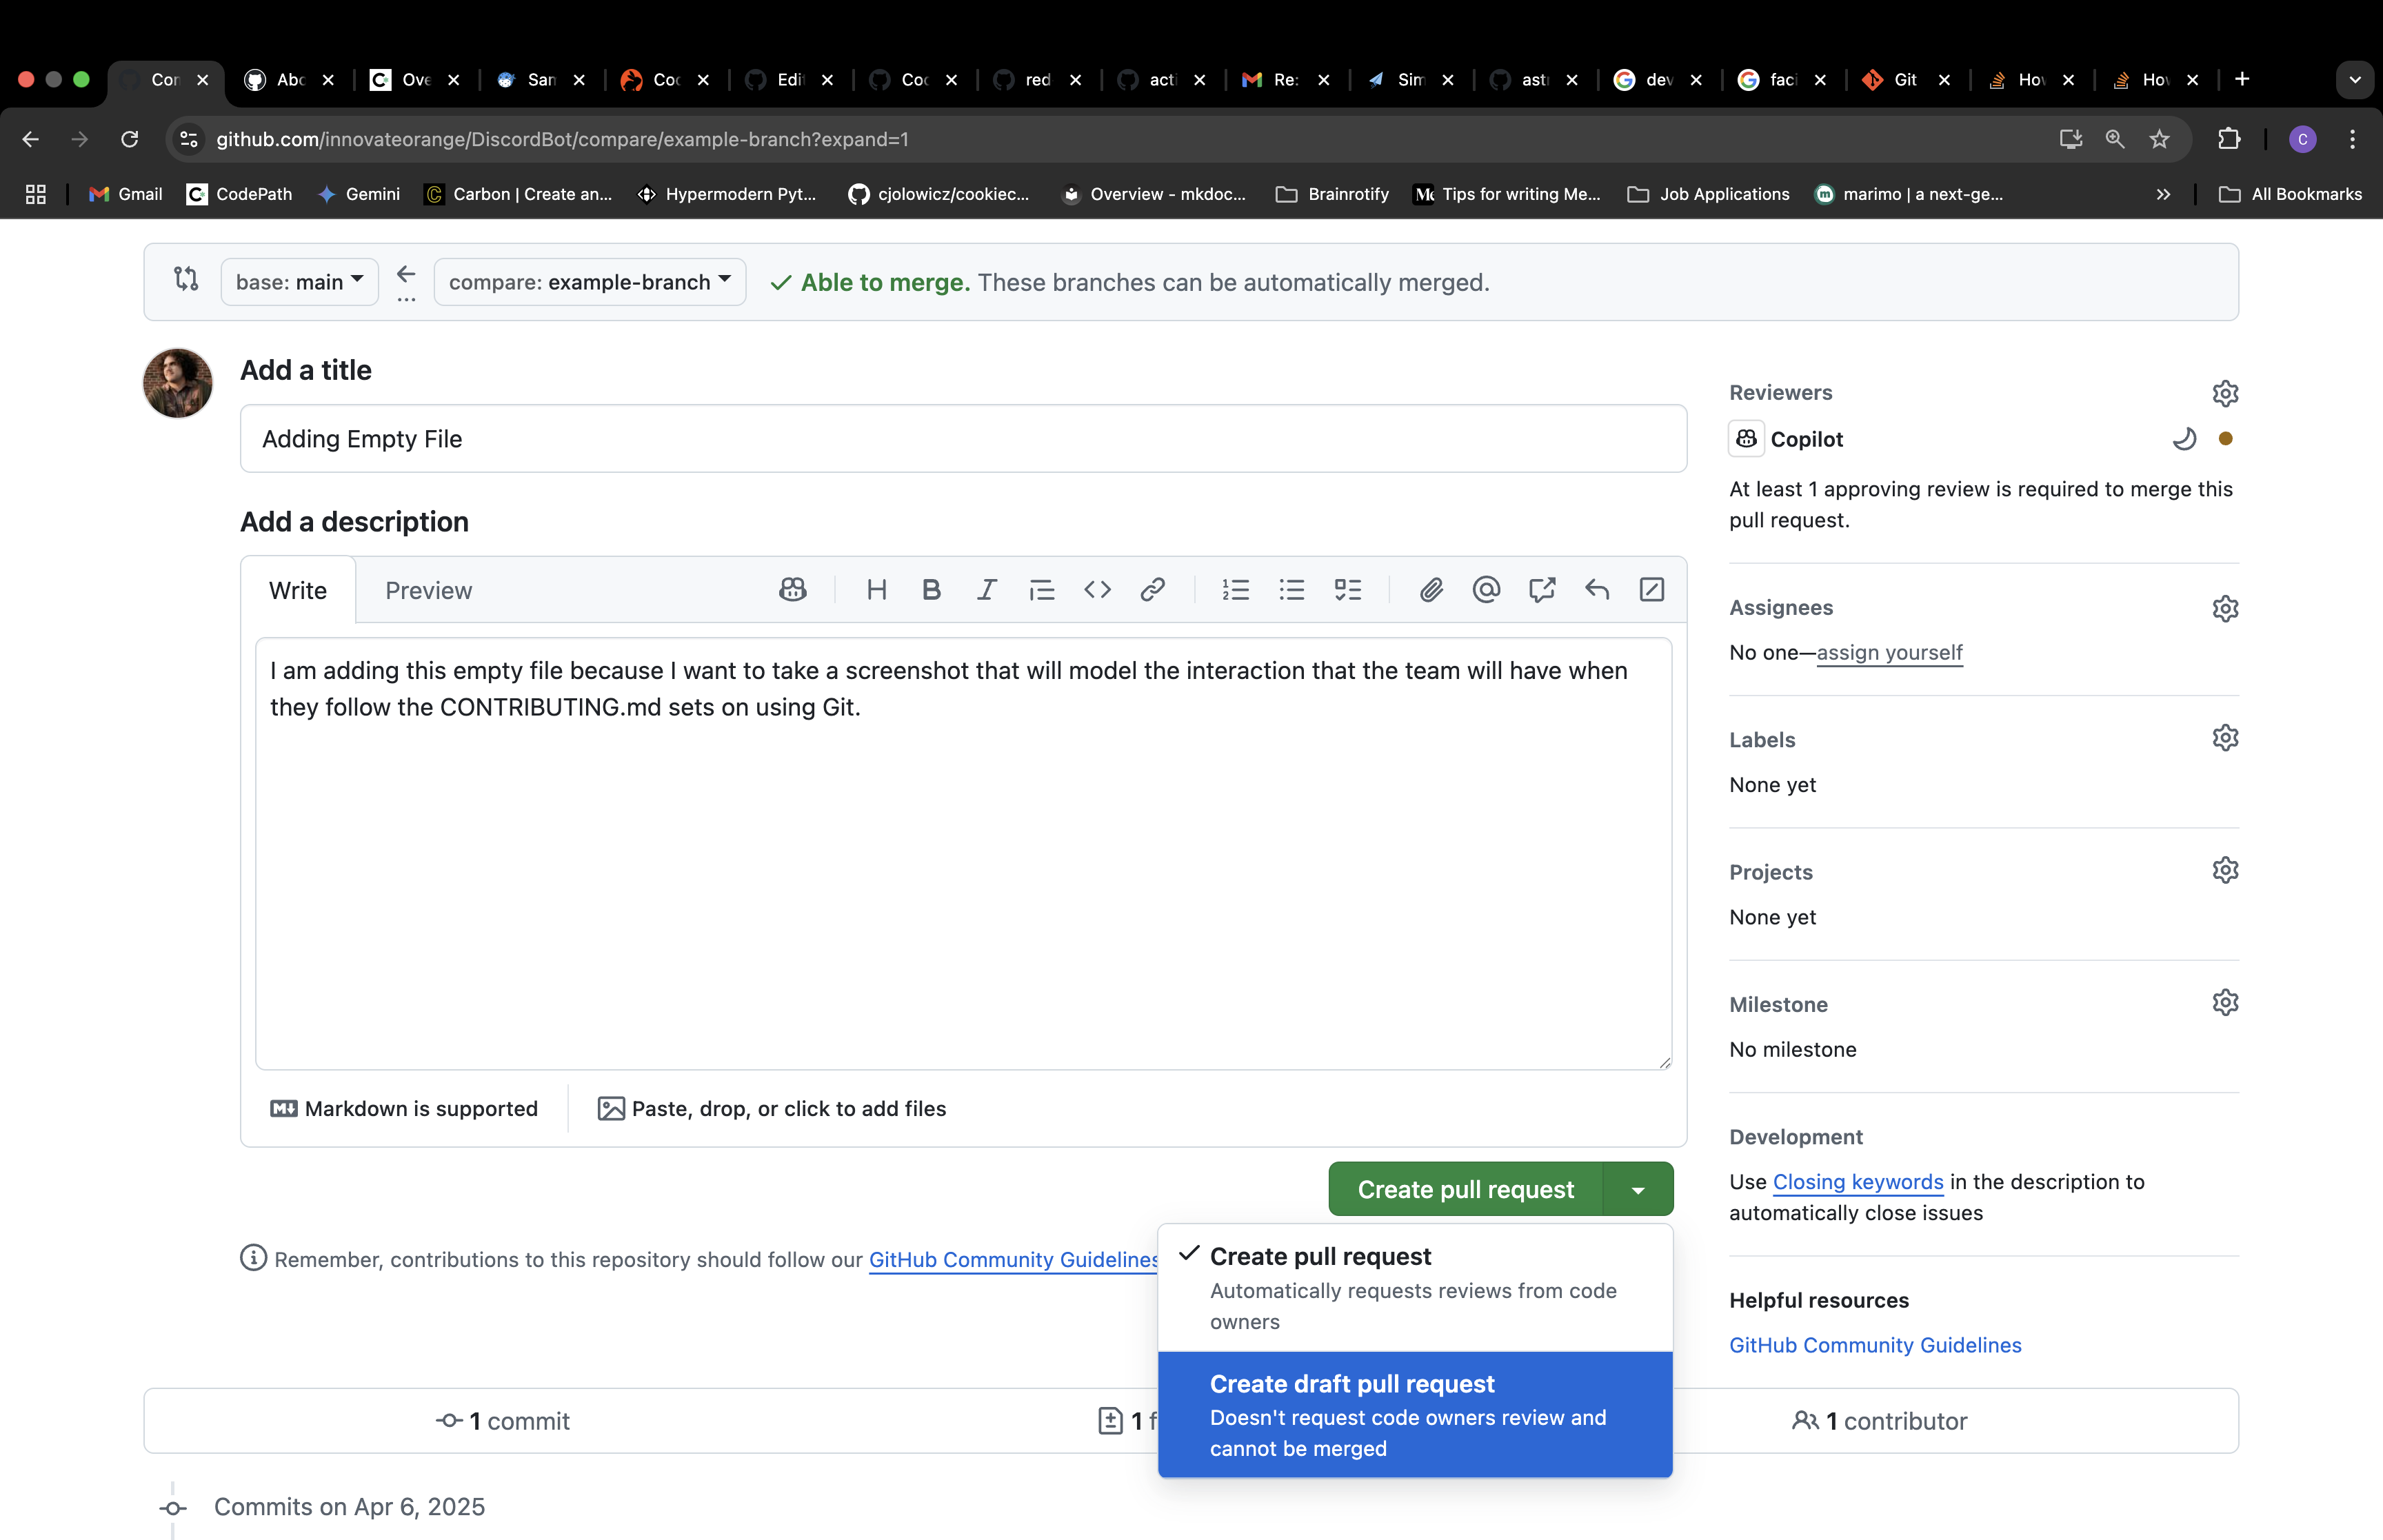 Con
Abo
Ove
San
Coc
Edi
Coc
red
acti
Re:
Sim
ast
dev
faci
Git
Hov
Hov
github.com/innovateorange/DiscordBot/compare/example-branch?expand=1
C
Gmail
CodePath
Gemini
Carbon | Create an...
Hypermodern Pyt...
cjolowicz/cookiec...
Overview - mkdoc...
Brainrotify
Tips for writing Me...
Job Applications
marimo | a next-ge...
All Bookmarks
base: main
compare: example-branch
Able to merge. These branches can be automatically merged.
Add a title
Adding Empty File
Add a description
Write
Preview
I am adding this empty file because I want to take a screenshot that will model the interaction that the team will have when
they follow the CONTRIBUTING.md sets on using Git.
Markdown is supported
Paste, drop, or click to add files
Create pull request
Create pull request
Automatically requests reviews from code
owners
Create draft pull request
Doesn't request code owners review and
cannot be merged
Remember, contributions to this repository should follow our GitHub Community Guidelines
Reviewers
Copilot
At least 1 approving review is required to merge this
pull request.
Assignees
No one—assign yourself
Labels
None yet
Projects
None yet
Milestone
No milestone
Development
Use Closing keywords in the description to
automatically close issues
Helpful resources
GitHub Community Guidelines
1 commit
1 f
1 contributor
Commits on Apr 6, 2025